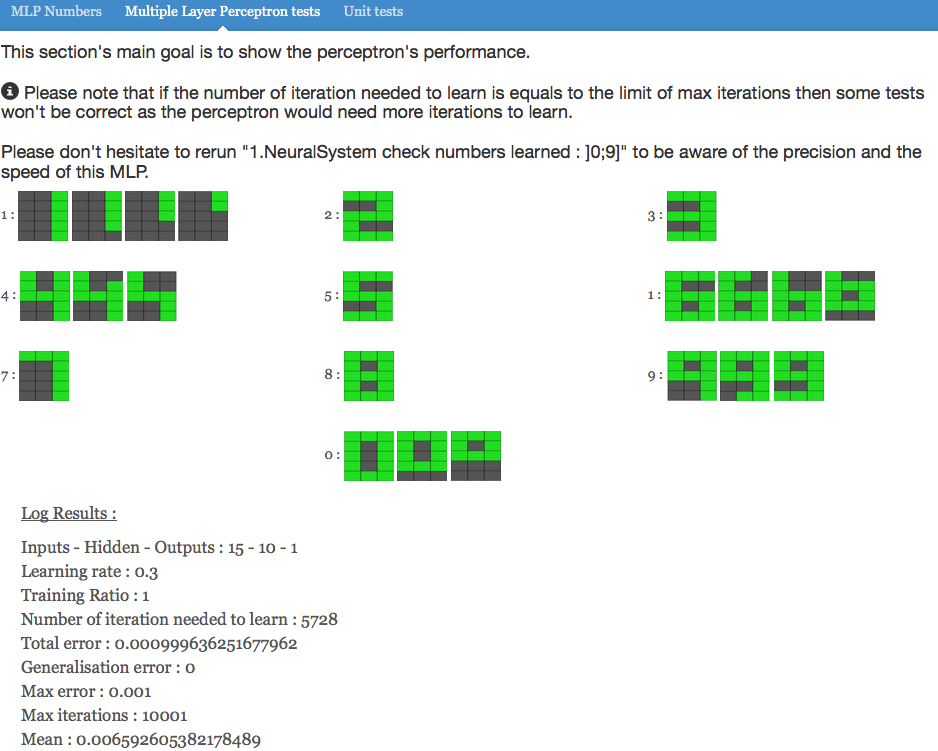 MLP Numbers Multiple Layer Perceptron tests Unit tests
This section's main goal is to show the perceptron's performance.
Please note that if the number of iteration needed to learn is equals to the limit of max iterations then some tests
won't be correct as the perceptron would need more iterations to learn.
Please don't hesitate to rerun "1.NeuralSystem check numbers learned : ]0;9]" to be aware of the precision and the
speed of this MLP.
1 : 2 : 3 :
4 : 5 : 1 :
7 : 8 : 9 :
0 :
Log Results :
Inputs - Hidden - Outputs : 15 - 10 - 1
Learning rate : 0.3
Training Ratio : 1
Number of iteration needed to learn : 5728
Total error : 0.000999636251677962
Generalisation error : 0
Max error : 0.001
Max iterations : 10001
Mean : 0.006592605382178489